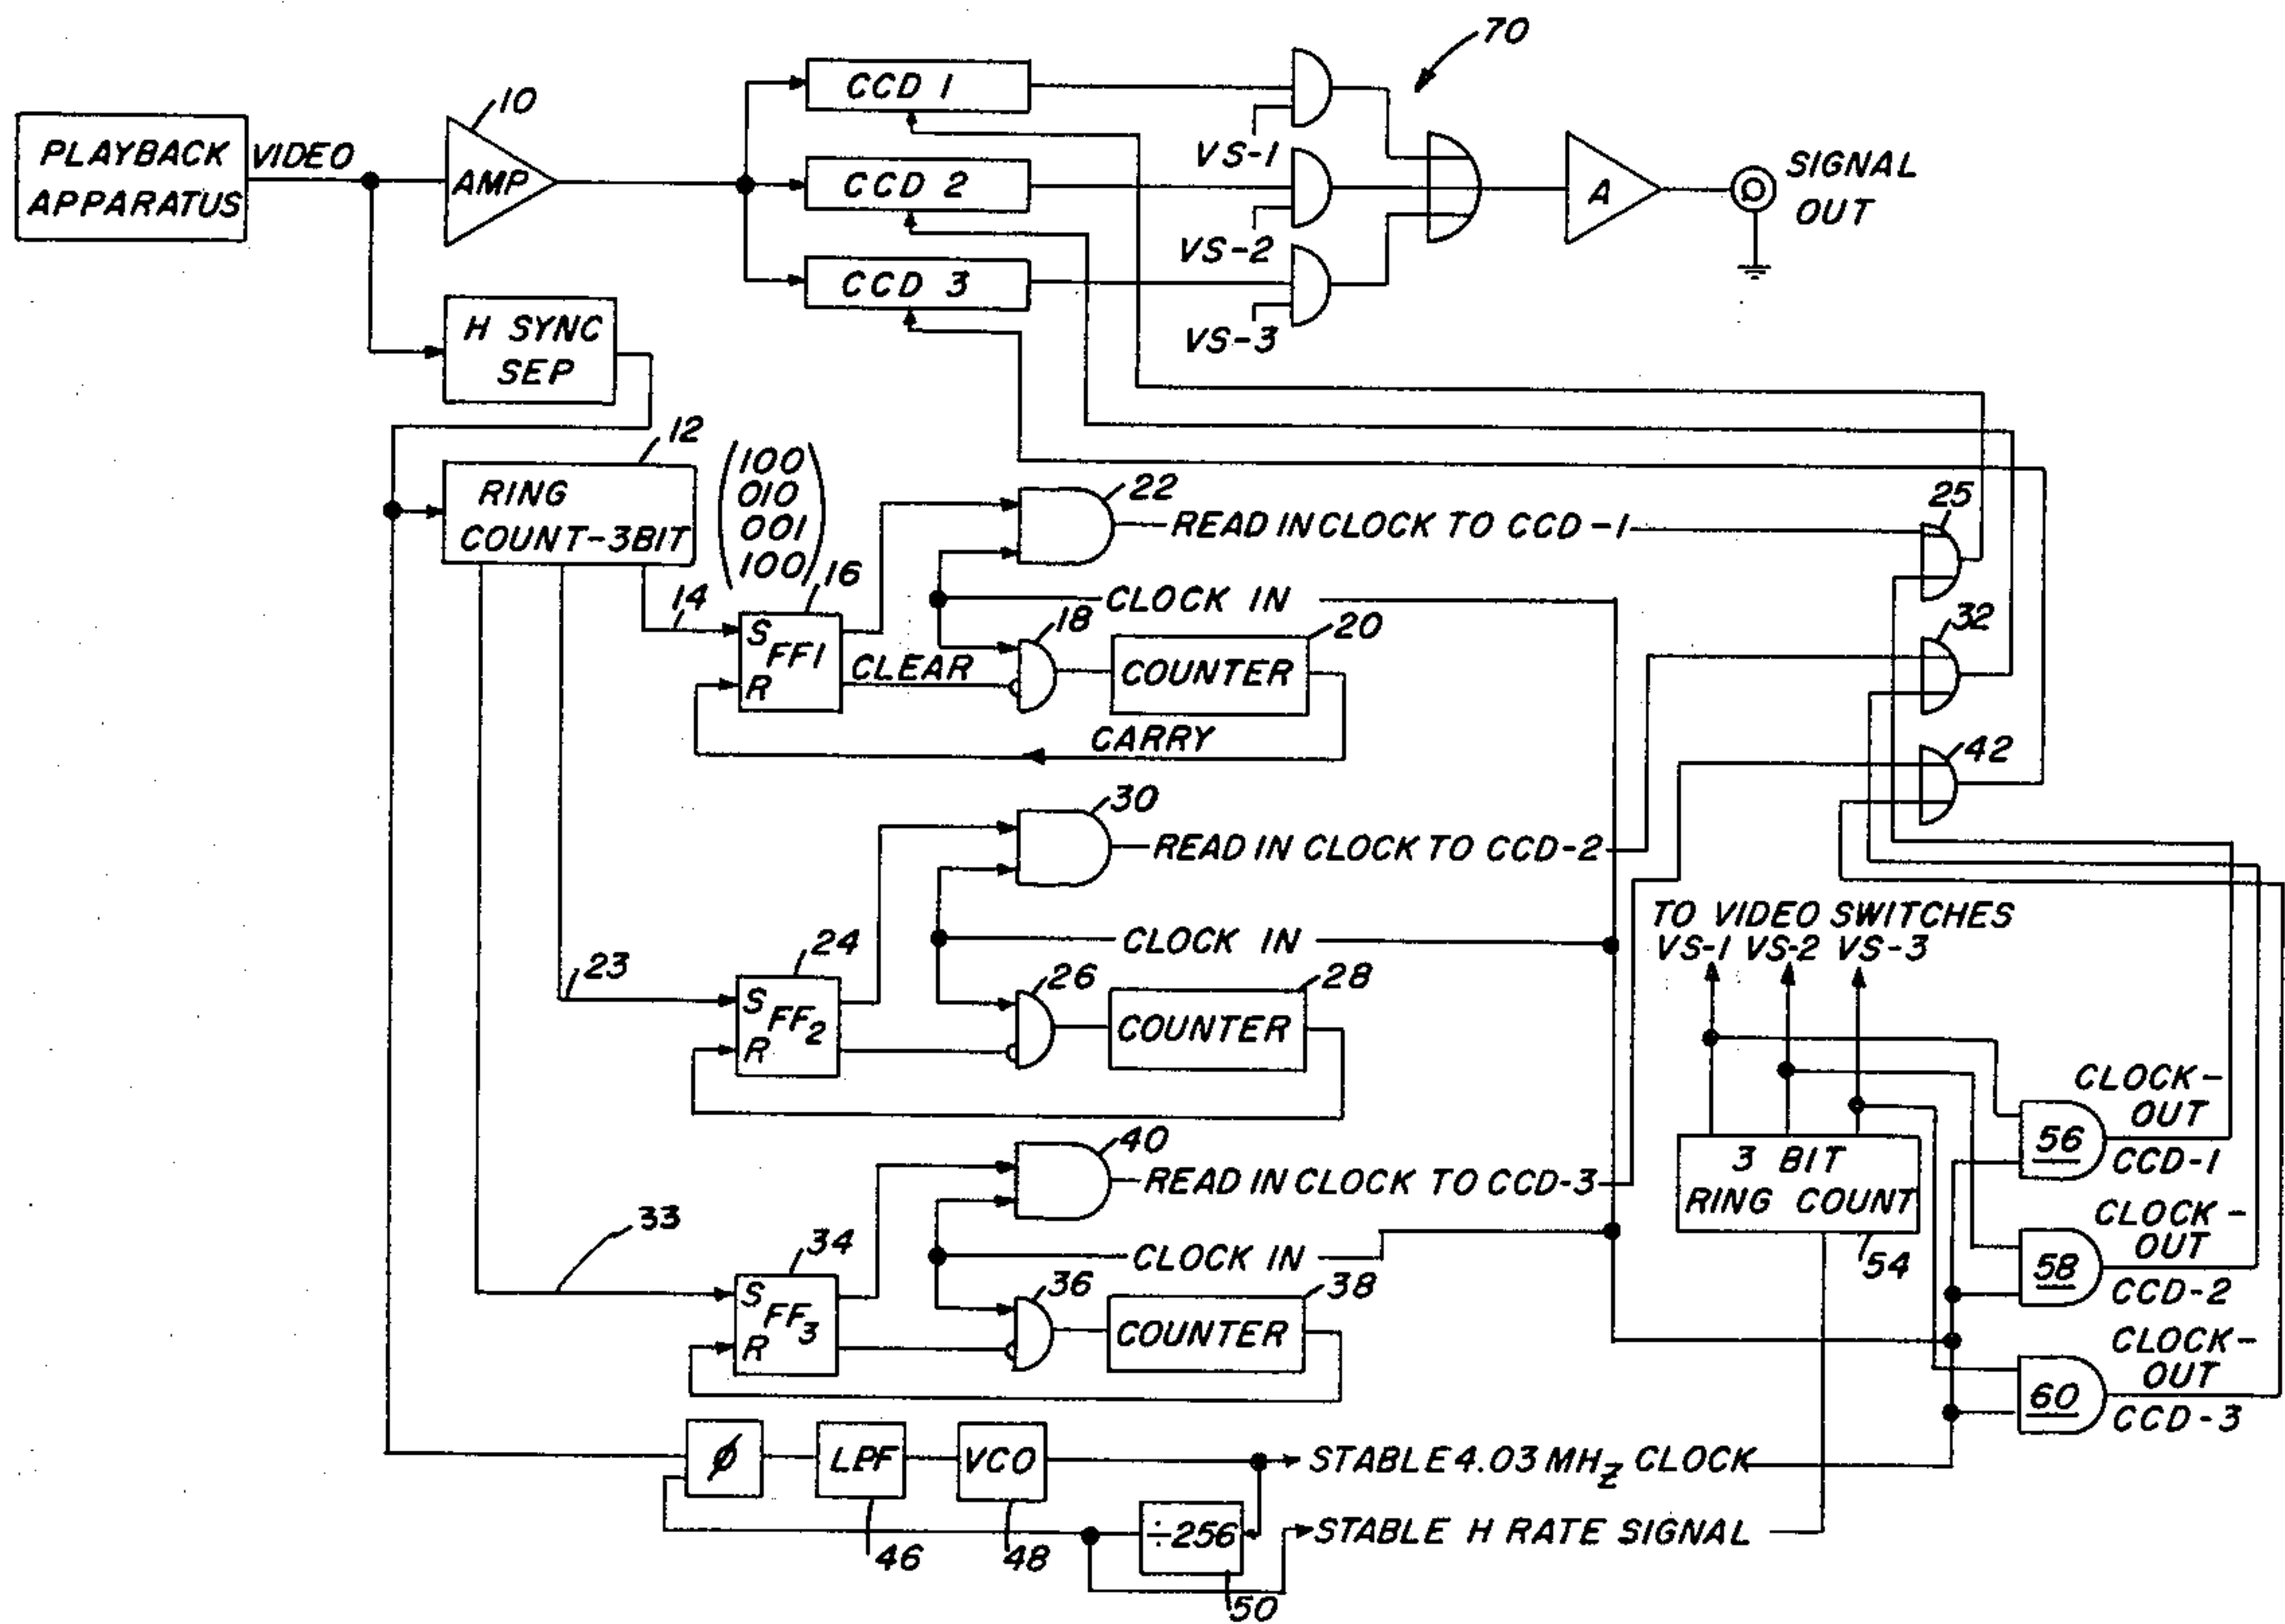 70
10
PLAYBACK
APPARATUS
VIDEO
AMP
CCD 1
CCD 2
CCD 3
VS-1
VS-2
VS-3
A
SIGNAL
OUT
H SYNC
SEP
12
RING
COUNT-3BIT
100
010
001
100
14
16
S
FF1
R
CLEAR
22
READ IN CLOCK TO CCD-1
CLOCK IN
18
20
COUNTER
CARRY
25
32
42
30
READ IN CLOCK TO CCD-2
CLOCK IN
23
24
S
FF2
R
26
28
COUNTER
TO VIDEO SWITCHES
VS-1 VS-2 VS-3
40
READ IN CLOCK TO CCD-3
33
34
S
FF3
R
CLOCK IN
36
38
COUNTER
3 BIT
RING COUNT
54
CLOCK-
OUT
CCD-1
56
CLOCK-
OUT
CCD-2
58
CLOCK-
OUT
CCD-3
60
ϕ
LPF
VCO
STABLE 4.03 MHZ CLOCK
46
48
÷256
STABLE H RATE SIGNAL
50